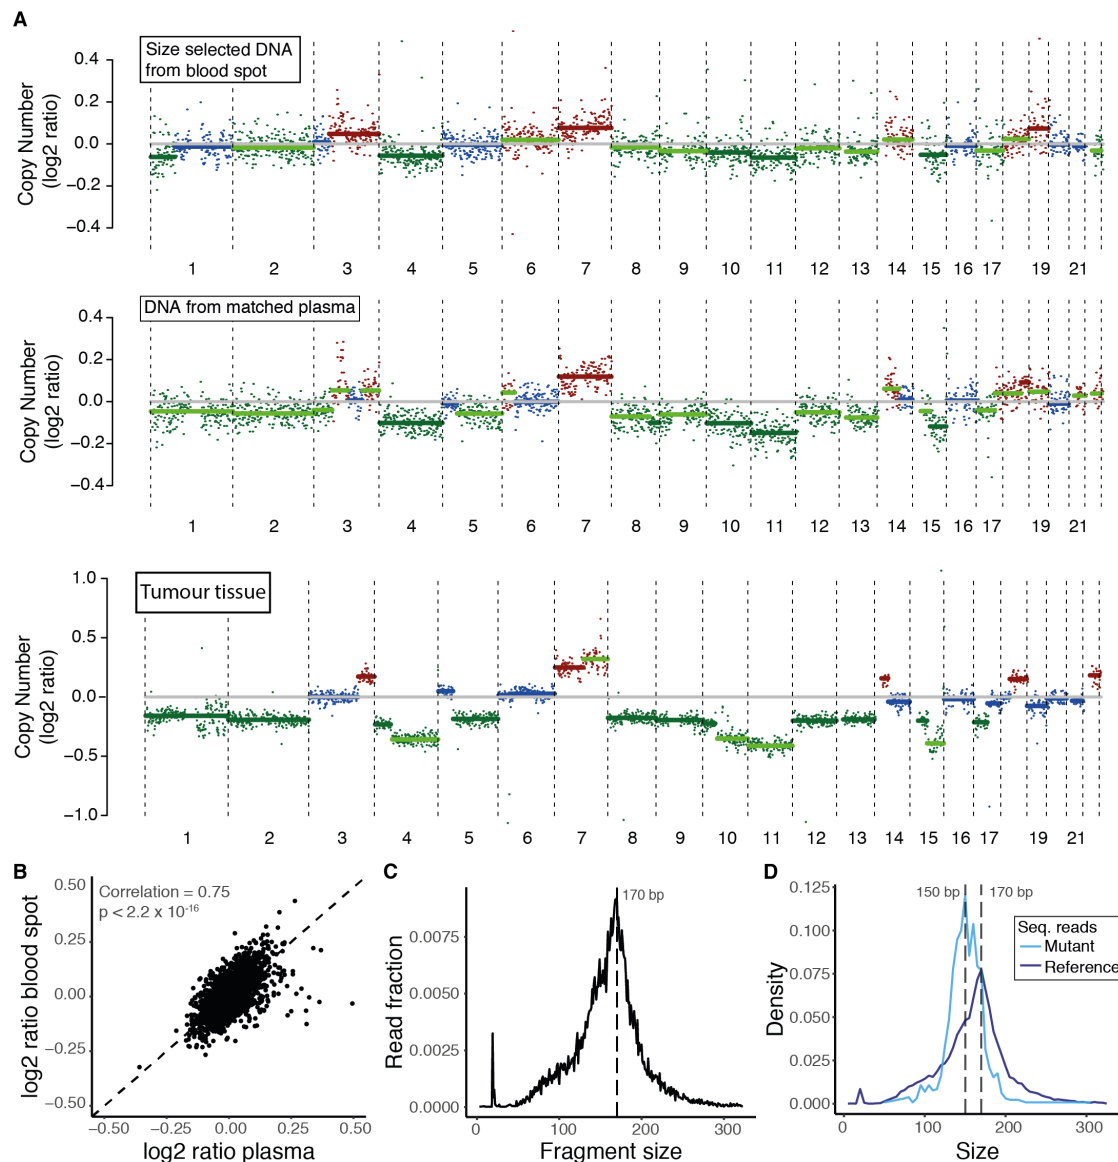 A
Size selected DNA
from blood spot
Copy Number
(log2 ratio)
0.4
0.2
0.0
−0.2
−0.4
1 2 3 4 5 6 7 8 9 10 11 12 13 14 15 16 17 19 21
DNA from matched plasma
Copy Number
(log2 ratio)
0.4
0.2
0.0
−0.2
−0.4
1 2 3 4 5 6 7 8 9 10 11 12 13 14 15 16 17 19 21
Tumour tissue
Copy Number
(log2 ratio)
1.0
0.5
0.0
−0.5
−1.0
1 2 3 4 5 6 7 8 9 10 11 12 13 14 15 16 17 19 21
B
Correlation = 0.75
p < 2.2 x 10-16
log2 ratio blood spot
0.50
0.25
0.00
−0.25
−0.50
−0.50 −0.25 0.00 0.25 0.50
log2 ratio plasma
C
170 bp
Read fraction
0.0075
0.0050
0.0025
0.0000
0 100 200 300
Fragment size
D
150 bp 170 bp
Seq. reads
Mutant
Reference
Density
0.125
0.100
0.075
0.050
0.025
0.000
0 100 200 300
Size